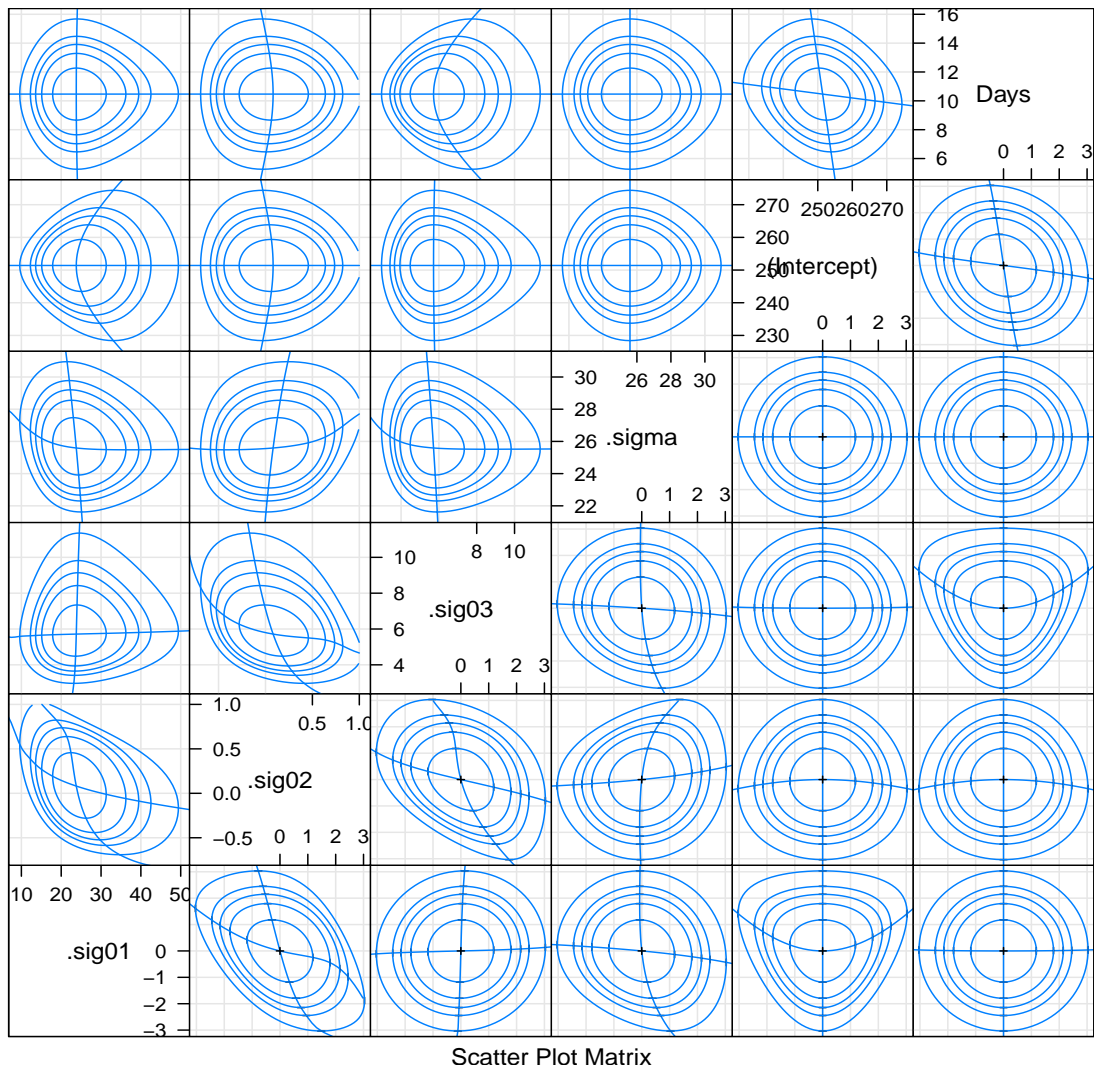 16
14
12
10
8
6
Days
0 1 2 3
270
260
250
240
230
250260270
(Intercept)
0 1 2 3
30
28
26
24
22
26 28 30
.sigma
0 1 2 3
10
8
6
4
8 10
.sig03
0 1 2 3
1.0
0.5
0.0
−0.5
0.5 1.0
.sig02
0 1 2 3
10 20 30 40 50
.sig01
0
−1
−2
−3
Scatter Plot Matrix